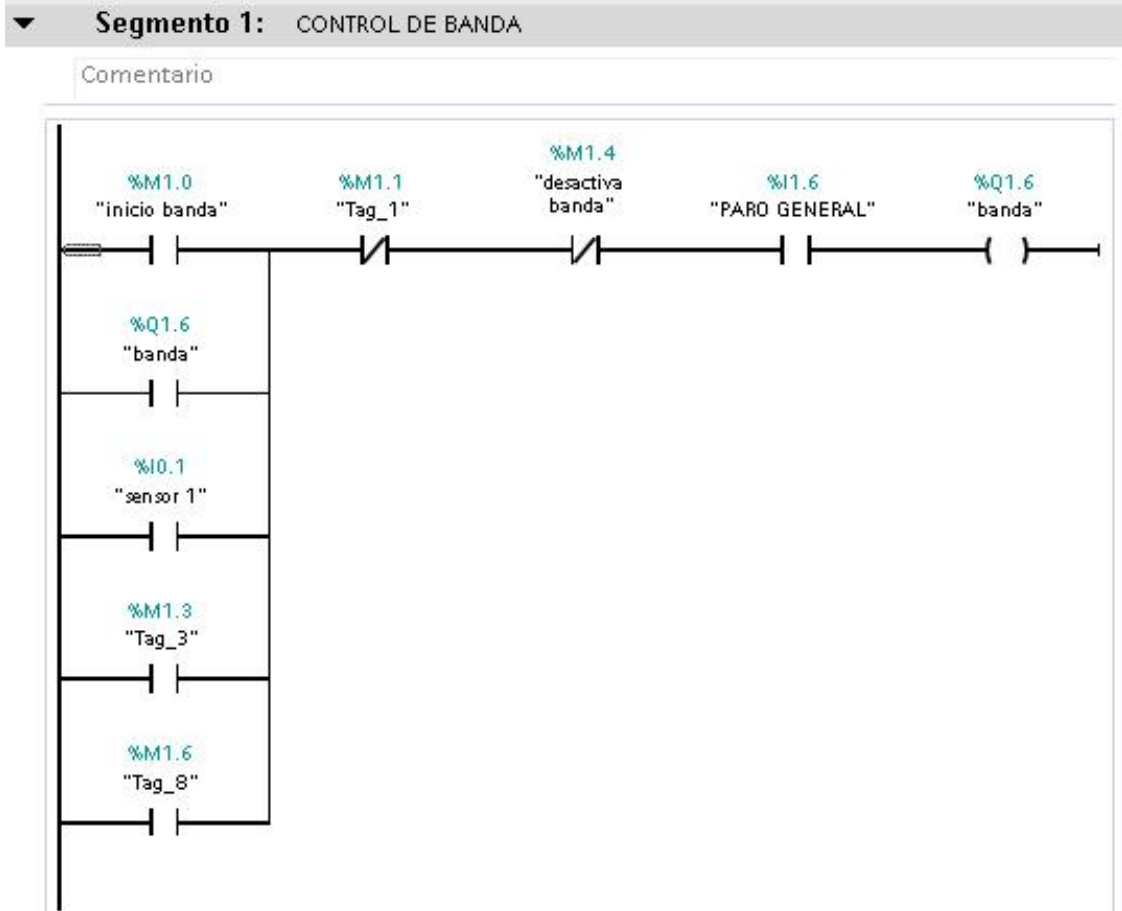 Segmento 1: CONTROL DE BANDA
Comentario
%M1.0
"inicio banda"
%M1.1
"Tag_1"
%M1.4
"desactiva
banda"
%I1.6
"PARO GENERAL"
%Q1.6
"banda"
%Q1.6
"banda"
%I0.1
"sensor 1"
%M1.3
"Tag_3"
%M1.6
"Tag_8"